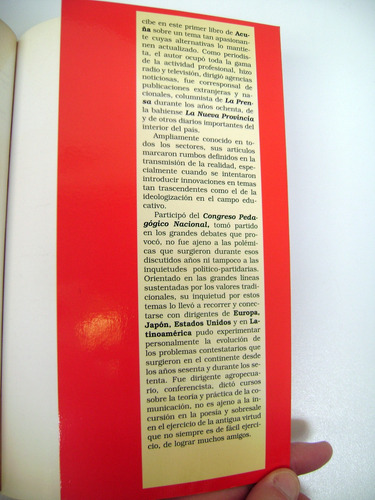 cibe en este primer libro de Acu-
ña sobre un tema tan apasionan-
te cuyas alternativas lo mantie-
nen actualizado. Como periodis-
ta, el autor ocupó toda la gama
de la actividad profesional, hizo
radio y televisión, dirigió agencias
noticiosas, fue corresponsal de
publicaciones extranjeras y na-
cionales, columnista de La Pren-
sa durante los años ochenta, de
la bahiense La Nueva Provincia
y de otros diarios importantes del
interior del país.
Ampliamente conocido en to-
dos los sectores, sus artículos
marcaron rumbos definidos en la
transmisión de la realidad, espe-
cialmente cuando se intentaron
introducir innovaciones en temas
tan trascendentes como el de la
ideologización en el campo edu-
cativo.
Participó del Congreso Peda-
gógico Nacional, tomó partido
en los grandes debates que pro-
vocó, no fue ajeno a las polémi-
cas que surgieron durante esos
discutidos años ni tampoco a las
inquietudes político-partidarias.
Orientado en las grandes líneas
sustentadas por los valores tradi-
cionales, su inquietud por estos
temas lo llevó a recorrer y conec-
tarse con dirigentes de Europa,
Japón, Estados Unidos y en La-
tinoamérica pudo experimentar
personalmente la evolución de
los problemas contestatarios que
surgieron en el continente desde
los años sesenta y durante los se-
tenta. Fue dirigente agropecua-
rio, conferencista, dictó cursos
sobre la teoría y práctica de la co-
municación, no es ajeno a la in-
cursión en la poesía y sobresale
en el ejercicio de la antigua virtud
que no siempre es de fácil ejerci-
cio, de lograr muchos amigos.